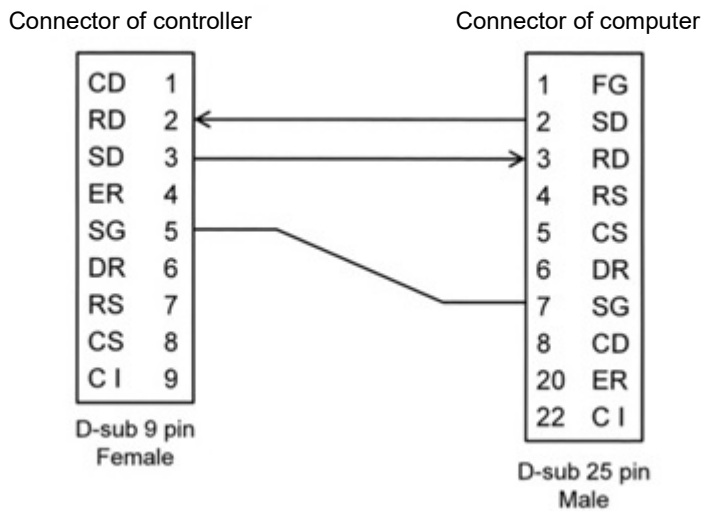 Connector of controller
Connector of computer
CD 1
RD 2
SD 3
ER 4
SG 5
DR 6
RS 7
CS 8
C I 9
D-sub 9 pin
Female
1 FG
2 SD
3 RD
4 RS
5 CS
6 DR
7 SG
8 CD
20 ER
22 C I
D-sub 25 pin
Male